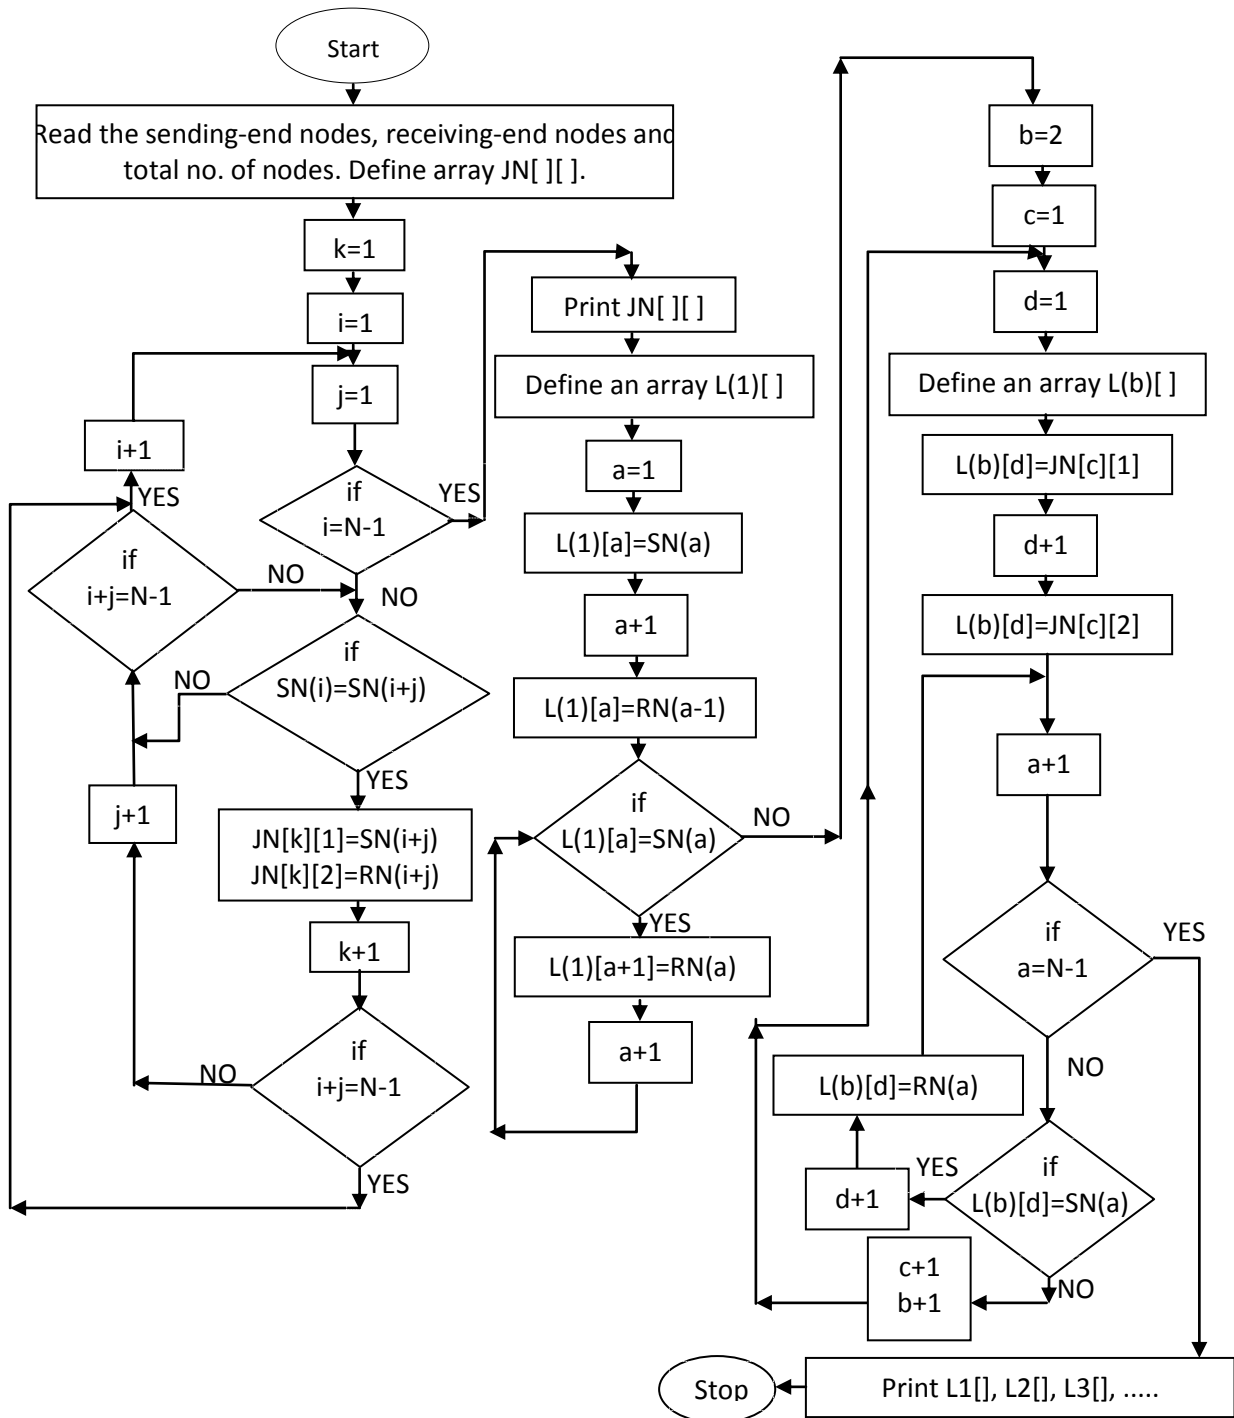 Start
Read the sending-end nodes, receiving-end nodes and
total no. of nodes. Define array JN[ ][ ].
k=1
i=1
j=1
i+1
YES
if
i=N-1
YES
NO
if
i+j=N-1
NO
if
SN(i)=SN(i+j)
NO
YES
j+1
JN[k][1]=SN(i+j)
JN[k][2]=RN(i+j)
k+1
if
i+j=N-1
NO
YES
Print JN[ ][ ]
Define an array L(1)[ ]
a=1
L(1)[a]=SN(a)
a+1
L(1)[a]=RN(a-1)
if
L(1)[a]=SN(a)
NO
YES
L(1)[a+1]=RN(a)
a+1
b=2
c=1
d=1
Define an array L(b)[ ]
L(b)[d]=JN[c][1]
d+1
L(b)[d]=JN[c][2]
a+1
if
a=N-1
YES
NO
L(b)[d]=RN(a)
if
L(b)[d]=SN(a)
YES
d+1
NO
c+1
b+1
Print L1[], L2[], L3[], .....
Stop